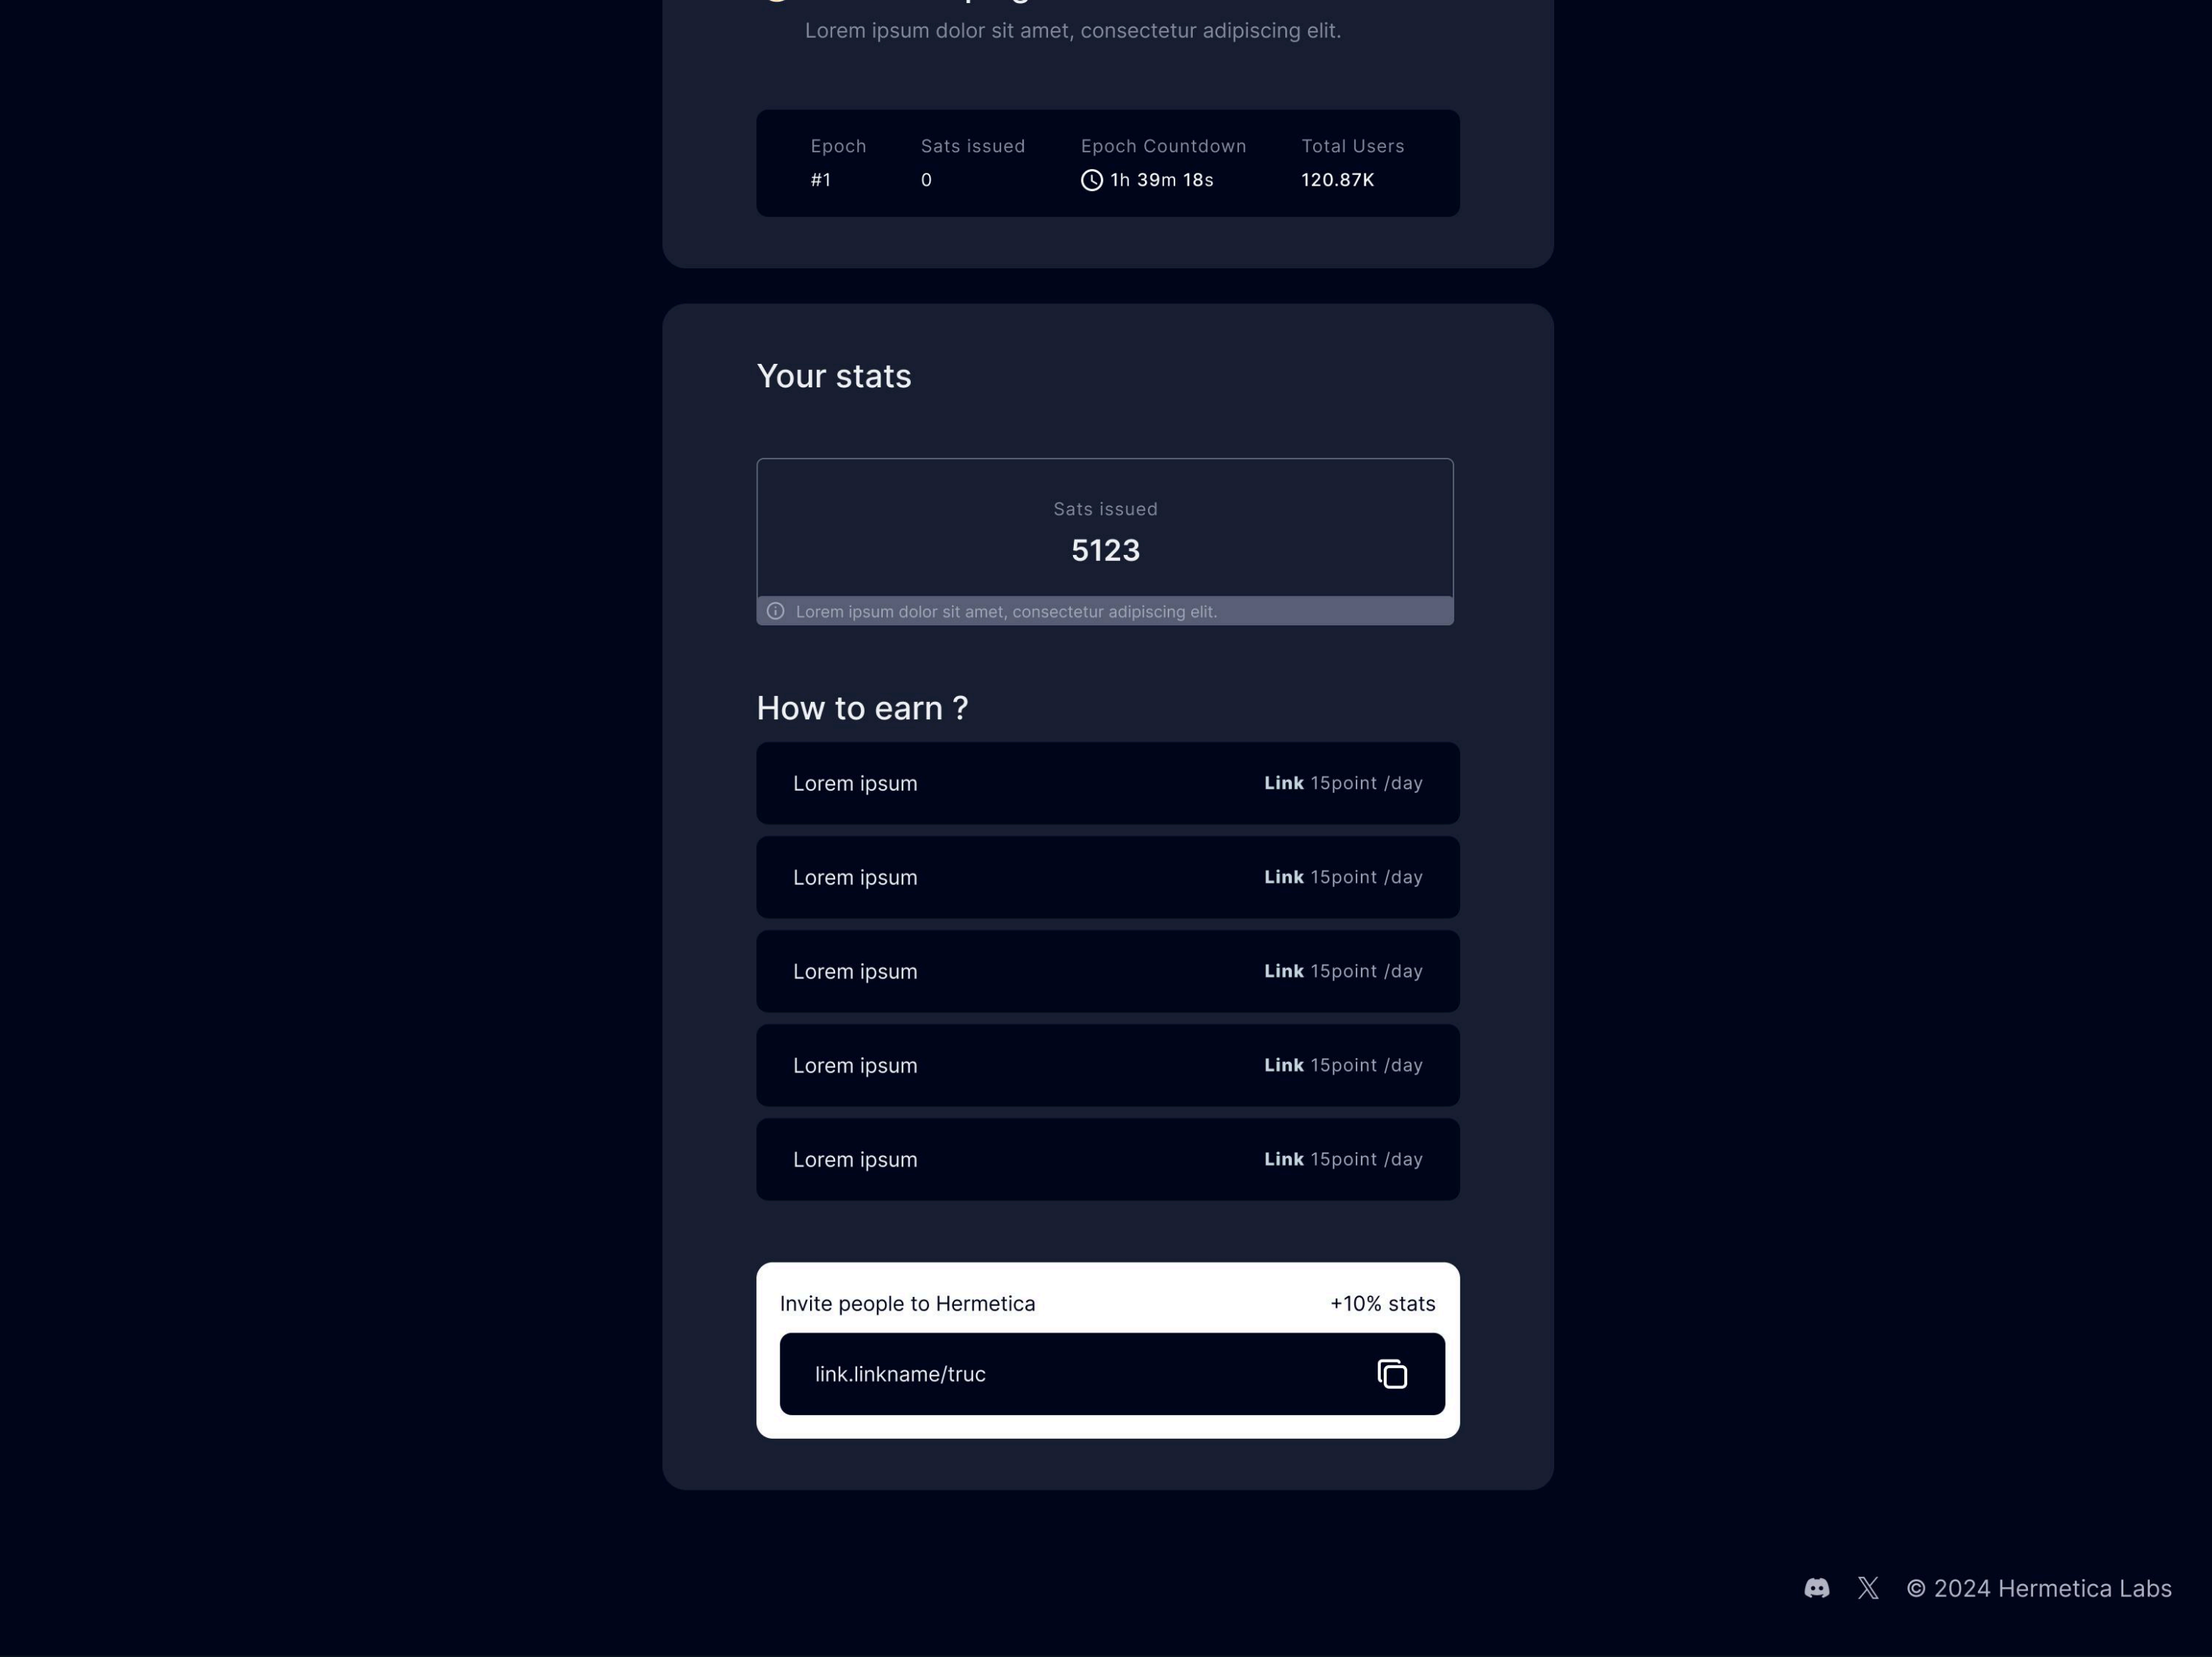 Lorem ipsum dolor sit amet, consectetur adipiscing elit.
Epoch Sats issued Epoch Countdown Total Users
#1 0 1h 39m 18s 120.87K
Your stats
Sats issued
5123
Lorem ipsum dolor sit amet, consectetur adipiscing elit.
How to earn ?
Lorem ipsum Link 15point /day
Lorem ipsum Link 15point /day
Lorem ipsum Link 15point /day
Lorem ipsum Link 15point /day
Lorem ipsum Link 15point /day
Invite people to Hermetica +10% stats
link.linkname/truc
© 2024 Hermetica Labs